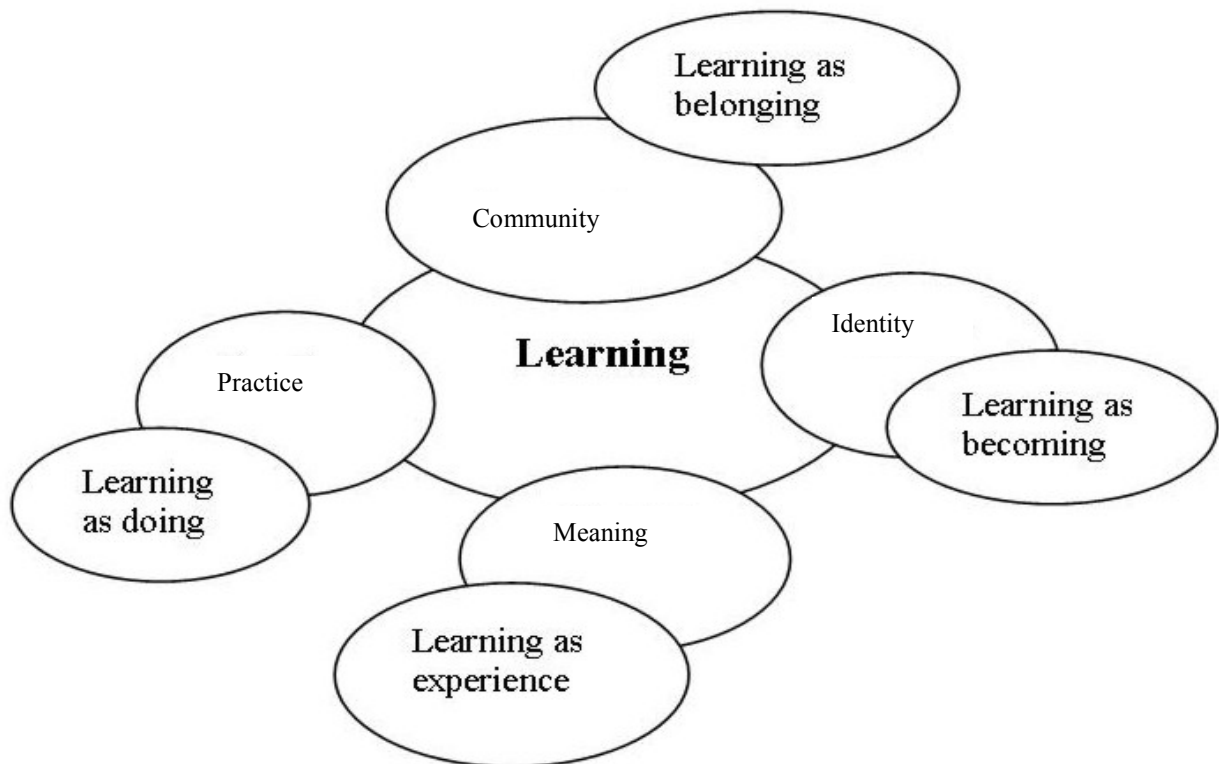 Learning as
belonging
Community
Identity
Learning
Practice
Learning as
becoming
Learning
as doing
Meaning
Learning as
experience